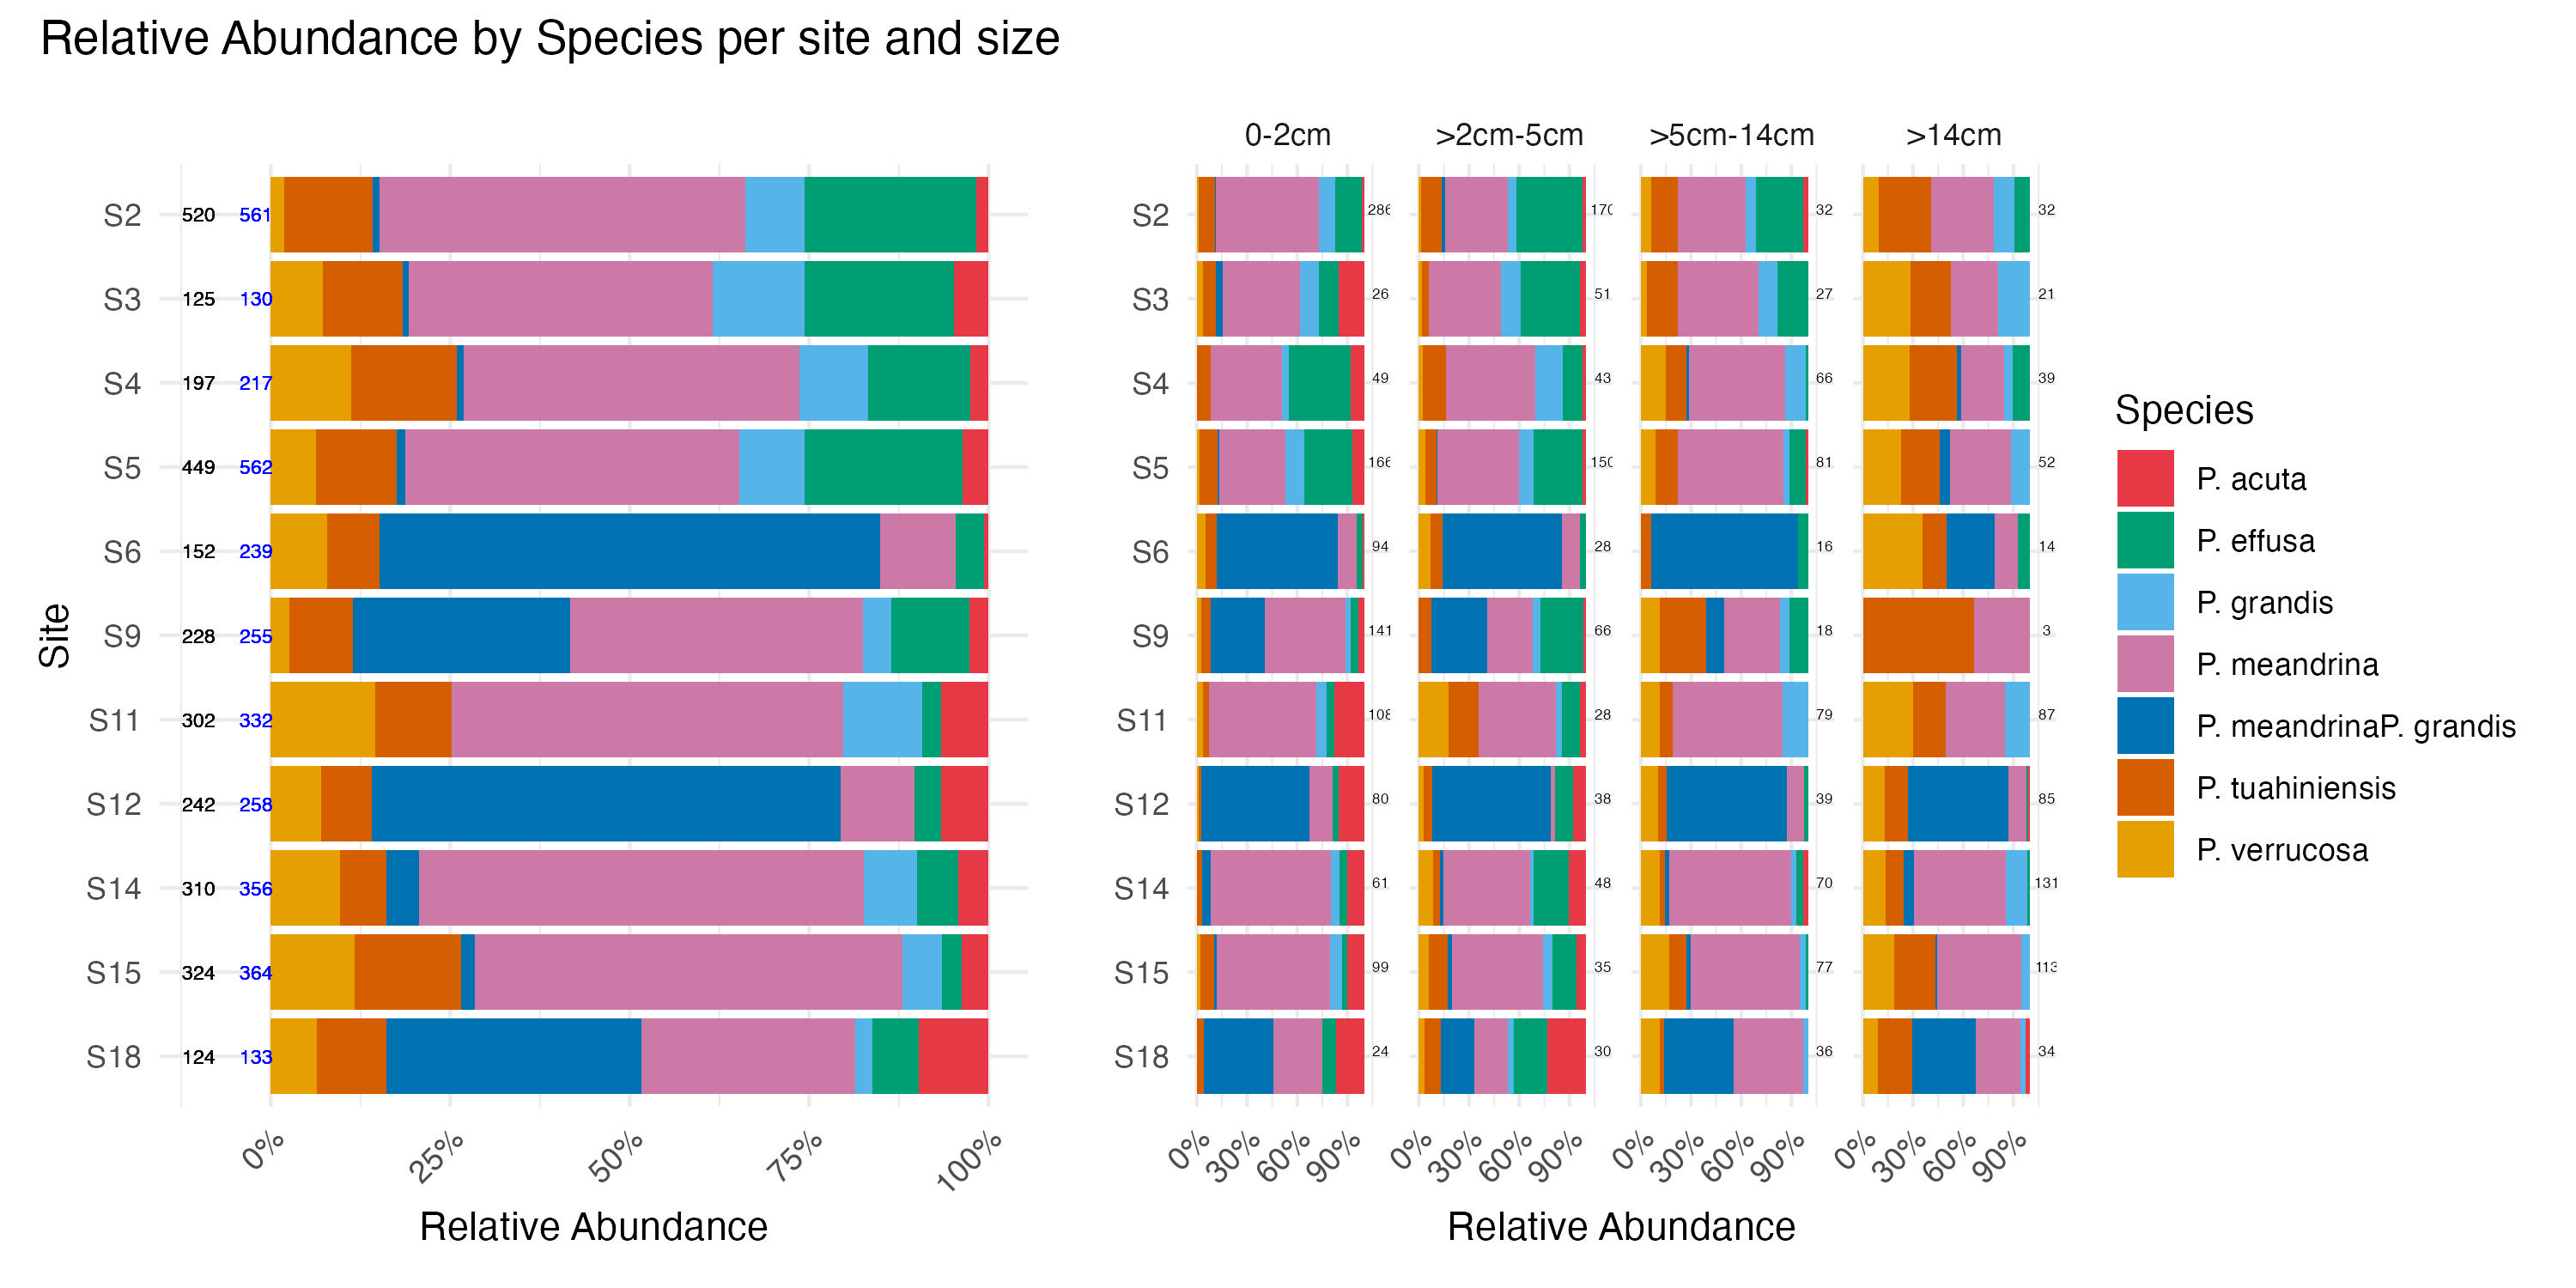 Relative Abundance by Species per site and size
0-2cm >2cm-5cm >5cm-14cm >14cm
S2 520 561 S2 32 32
S3 125 130 S3 26 51 27 21
S4 197 217 S4 49 43 66 39
S5 449 562 S5 81 52
S6 152 239 S6 94 28 16 14
S9 228 255 S9 141 66 18 3
S11 302 332 S11 28 79 87
S12 242 258 S12 80 38 39 85
S14 310 356 S14 61 48 70 131
S15 324 364 S15 99 35 77
S18 124 133 S18 24 30 36 34
Site
0% 25% 50% 75% 100%
0% 30% 60% 90% 0% 30% 60% 90% 0% 30% 60% 90% 0% 30% 60% 90%
Relative Abundance Relative Abundance
Species
P. acuta
P. effusa
P. grandis
P. meandrina
P. meandrinaP. grandis
P. tuahiniensis
P. verrucosa